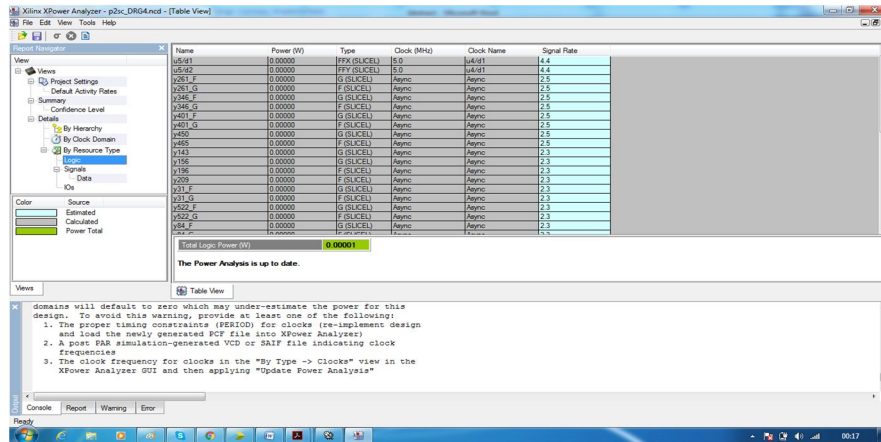 Xilinx XPower Analyzer - p2sc_DRG4.ncd - [Table View]
File Edit View Tools Help
Report Navigator
View
Views
Project Settings
Default Activity Rates
Summary
Confidence Level
Details
By Hierarchy
By Clock Domain
By Resource Type
Logic
Signals
Data
IOs
Color Source
Estimated
Calculated
Power Total
Views
Name Power (W) Type Clock (MHz) Clock Name Signal Rate
u5/d1 0.00000 FFX (SLICEL) 5.0 u4/d1 4.4
u5/d2 0.00000 FFY (SLICEL) 5.0 u4/d1 4.4
y261_F 0.00000 G (SLICEL) Async Async 2.5
y261_G 0.00000 F (SLICEL) Async Async 2.5
y346_F 0.00000 G (SLICEL) Async Async 2.5
y346_G 0.00000 F (SLICEL) Async Async 2.5
y401_F 0.00000 G (SLICEL) Async Async 2.5
y401_G 0.00000 F (SLICEL) Async Async 2.5
y450 0.00000 G (SLICEL) Async Async 2.5
y465 0.00000 F (SLICEL) Async Async 2.5
y143 0.00000 G (SLICEL) Async Async 2.3
y156 0.00000 F (SLICEL) Async Async 2.3
y196 0.00000 G (SLICEL) Async Async 2.3
y209 0.00000 F (SLICEL) Async Async 2.3
y31_F 0.00000 G (SLICEL) Async Async 2.3
y31_G 0.00000 F (SLICEL) Async Async 2.3
y522_F 0.00000 G (SLICEL) Async Async 2.3
y522_G 0.00000 F (SLICEL) Async Async 2.3
y84_F 0.00000 G (SLICEL) Async Async 2.3
Total Logic Power (W) 0.00001
The Power Analysis is up to date.
Table View
domains will default to zero which may under-estimate the power for this
design. To avoid this warning, provide at least one of the following:
1. The proper timing constraints (PERIOD) for clocks (re-implement design
and load the newly generated PCF file into XPower Analyzer)
2. A post PAR simulation-generated VCD or SAIF file indicating clock
frequencies
3. The clock frequency for clocks in the "By Type -> Clocks" view in the
XPower Analyzer GUI and then applying "Update Power Analysis"
Output
Console Report Warning Error
Ready
00:17